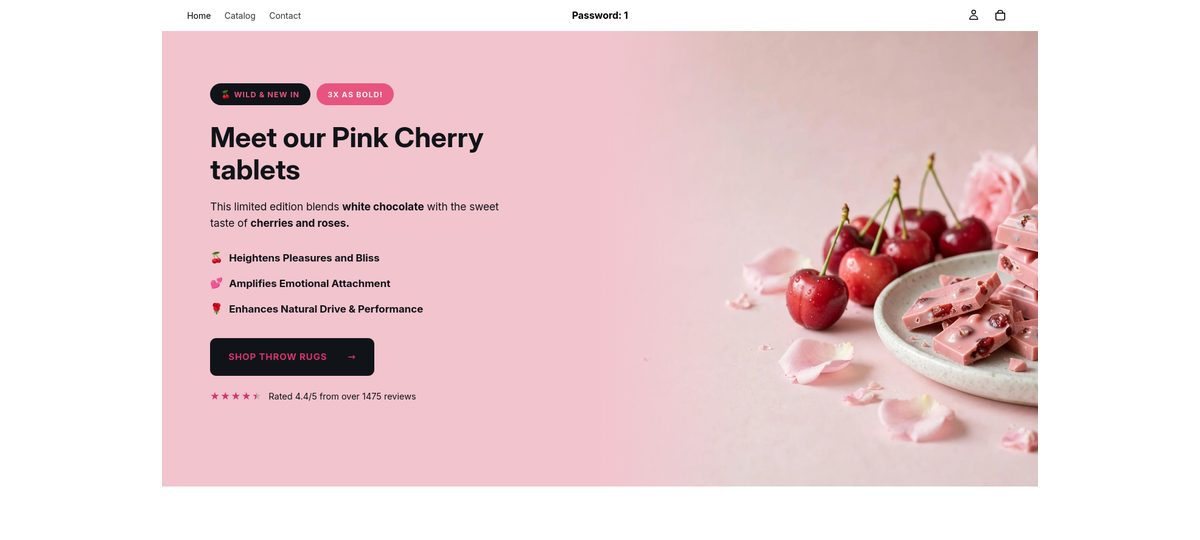 Home Catalog Contact
Password: 1
🍒 WILD & NEW IN
3X AS BOLD!
Meet our Pink Cherry
tablets
This limited edition blends white chocolate with the sweet
taste of cherries and roses.
🍒 Heightens Pleasures and Bliss
💕 Amplifies Emotional Attachment
🌹 Enhances Natural Drive & Performance
SHOP THROW RUGS →
Rated 4.4/5 from over 1475 reviews